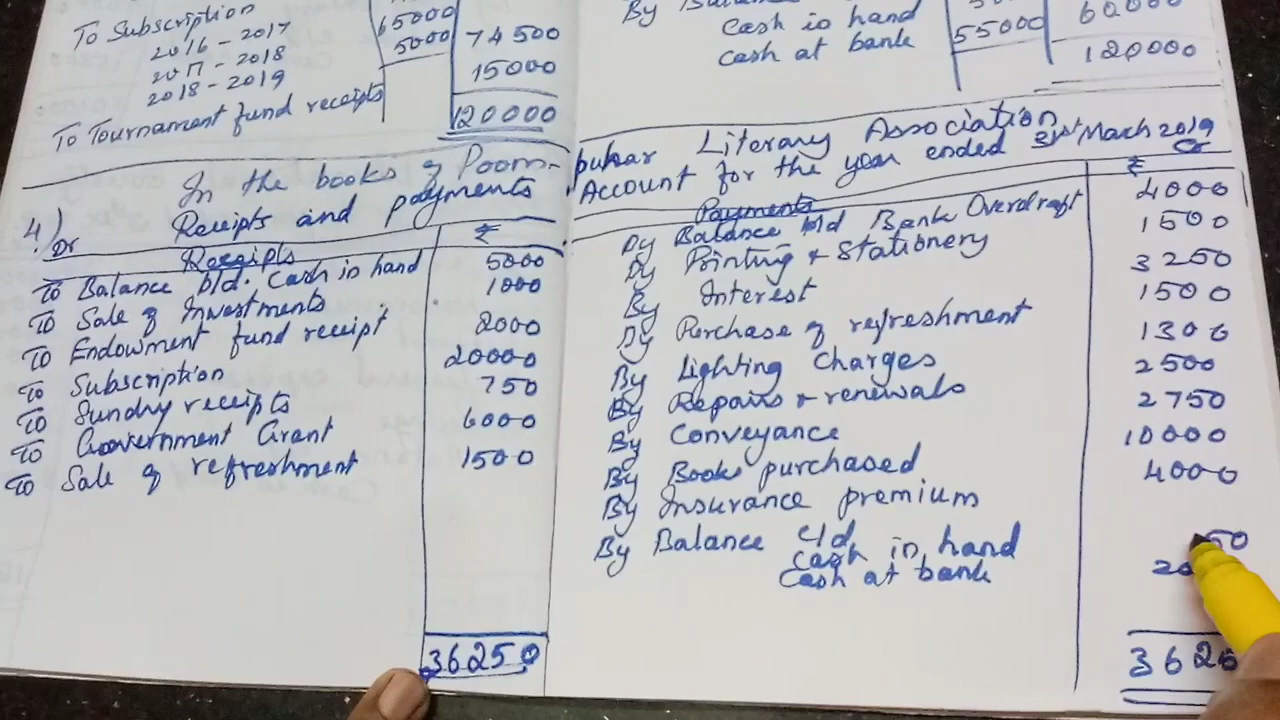 To Subscription
2016 - 2017
65000
2017 - 2018
5000 74500
2018 - 2019
15000
To Tournament fund receipts
120000
By
Cash in hand
Cash at bank
55000
120000
In the books of Poompuhar Literary Association
4) Receipts and payments Account for the year ended 31st March 2019
Dr Cr
Receipts ₹
To Balance b/d. Cash in hand 5000
To Sale of Investments 1000
To Endowment fund receipt 2000
To Subscription 20000
To Sundry receipts 750
To Government Grant 6000
To Sale of refreshment 1500
36250
Payments ₹
By Balance b/d Bank Overdraft 4000
By Printing & Stationery 1500
By Interest 3250
By Purchase of refreshment 1500
By Lighting Charges 1300
By Repairs & renewals 2500
By Conveyance 2750
By Books purchased 10000
By Insurance premium 4000
By Balance c/d
Cash in hand
Cash at bank